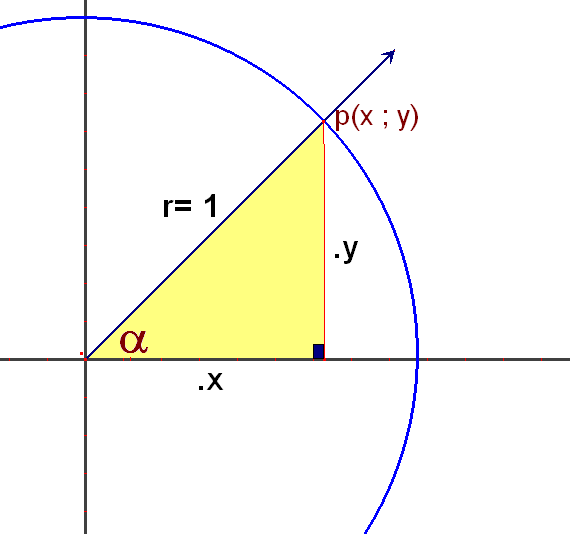 p(x ; y)
r= 1
.y
α
.x